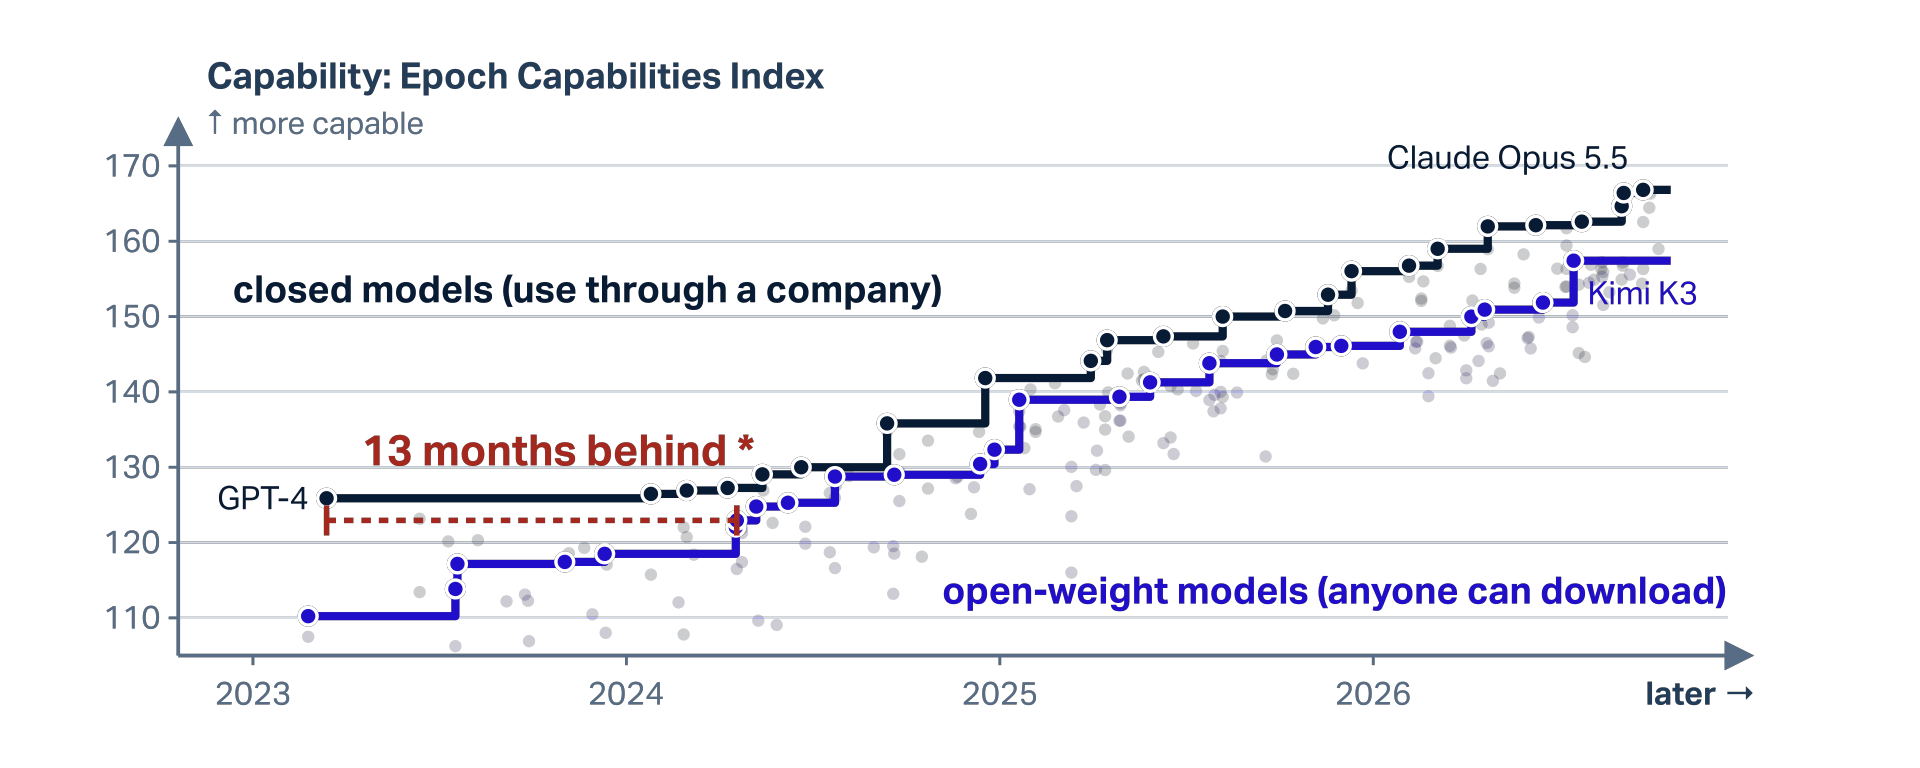 Capability: Epoch Capabilities Index
↑ more capable
170
160
150
140
130
120
110
Claude Opus 5.5
closed models (use through a company)
Kimi K3
13 months behind *
GPT-4
open-weight models (anyone can download)
2023
2024
2025
2026
later →